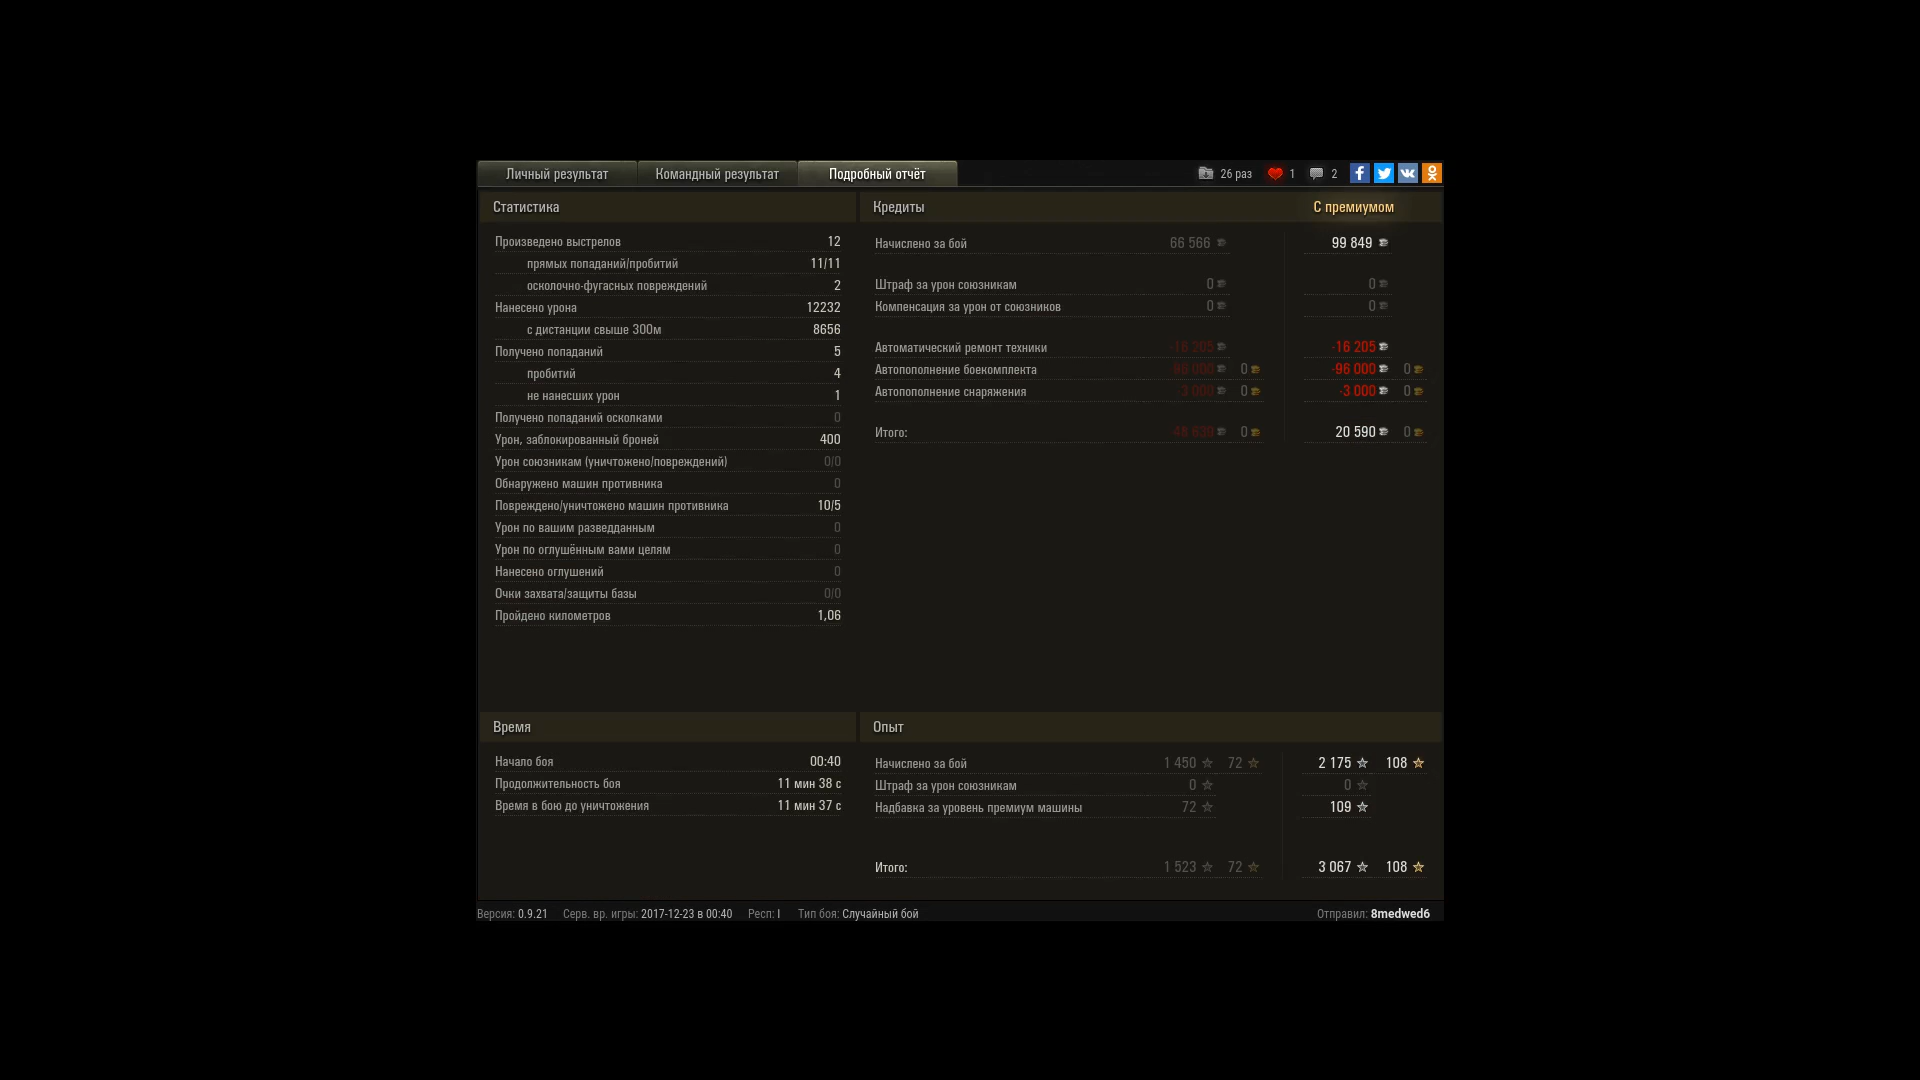 Личный результат Командный результат Подробный отчёт 26 раз 1 2
Статистика
Произведено выстрелов 12
прямых попаданий/пробитий 11/11
осколочно-фугасных повреждений 2
Нанесено урона 12232
с дистанции свыше 300м 8656
Получено попаданий 5
пробитий 4
не нанесших урон 1
Получено попаданий осколками 0
Урон, заблокированный броней 400
Урон союзникам (уничтожено/повреждений) 0/0
Обнаружено машин противника 0
Повреждено/уничтожено машин противника 10/5
Урон по вашим разведданным 0
Урон по оглушённым вами целям 0
Нанесено оглушений 0
Очки захвата/защиты базы 0/0
Пройдено километров 1,06
Кредиты С премиумом
Начислено за бой 66 566 99 849
Штраф за урон союзникам 0 0
Компенсация за урон от союзников 0 0
Автоматический ремонт техники -16 205 -16 205
Автопополнение боекомплекта -96 000 0 -96 000 0
Автопополнение снаряжения -3 000 0 -3 000 0
Итого: -48 639 0 20 590 0
Время
Начало боя 00:40
Продолжительность боя 11 мин 38 с
Время в бою до уничтожения 11 мин 37 с
Опыт
Начислено за бой 1 450 72 2 175 108
Штраф за урон союзникам 0 0
Надбавка за уровень премиум машины 72 109
Итого: 1 523 72 3 067 108
Версия: 0.9.21 Серв. вр. игры: 2017-12-23 в 00:40 Респ: I Тип боя: Случайный бой Отправил: 8medwed6